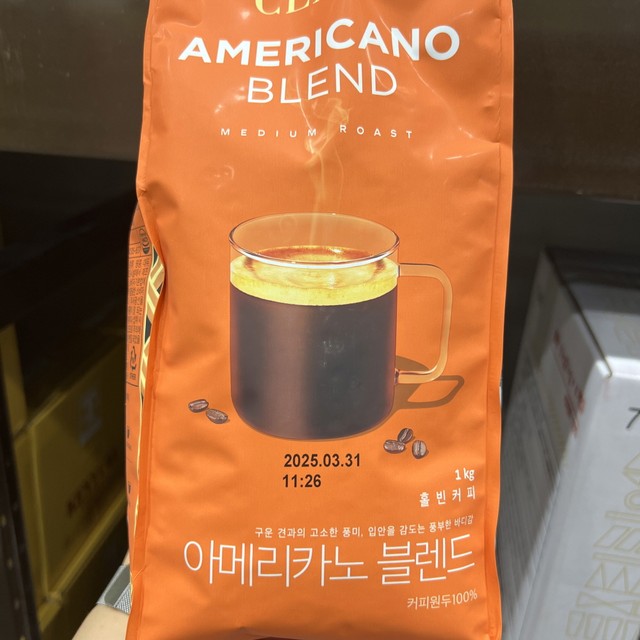 AMERICANO
BLEND
MEDIUM ROAST
2025.03.31
11:26
1kg
홀빈커피
구운 견과의 고소한 풍미, 입안을 감도는 풍부한 바디감
아메리카노 블렌드
커피원두100%